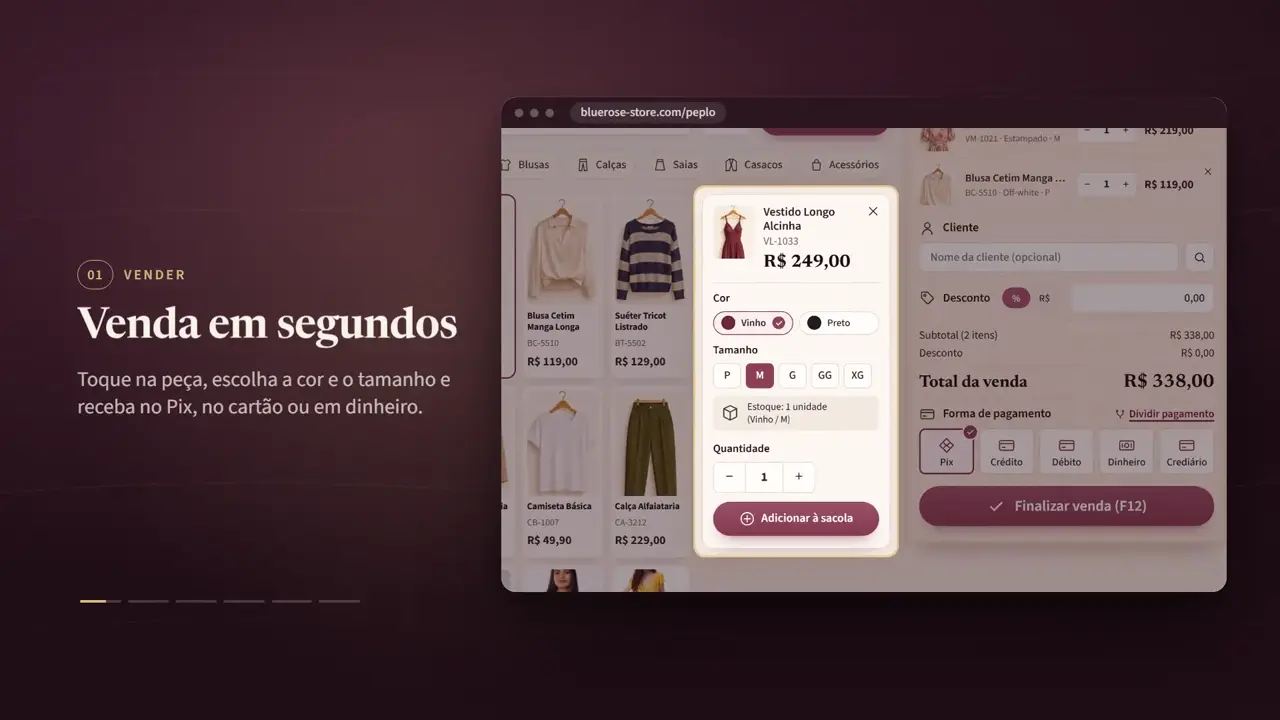 bluerose-store.com/peplo
01 VENDER
Venda em segundos
Toque na peça, escolha a cor e o tamanho e
receba no Pix, no cartão ou em dinheiro.
Blusas Calças Saias Casacos Acessórios
Blusa Cetim
Manga Longa
BC-5510
R$ 119,00
Suéter Tricot
Listrado
BT-5502
R$ 129,00
Camiseta Básica
CB-1007
R$ 49,90
Calça Alfaiataria
CA-3212
R$ 229,00
Vestido Longo
Alcinha
VL-1033
R$ 249,00
Cor
Vinho Preto
Tamanho
P M G GG XG
Estoque: 1 unidade
(Vinho / M)
Quantidade
− 1 +
Adicionar à sacola
VM-1021 · Estampado · M
− 1 + R$ 219,00
Blusa Cetim Manga ...
BC-5510 · Off-white · P
− 1 + R$ 119,00
Cliente
Nome da cliente (opcional)
Desconto % R$ 0,00
Subtotal (2 itens) R$ 338,00
Desconto R$ 0,00
Total da venda R$ 338,00
Forma de pagamento Dividir pagamento
Pix Crédito Débito Dinheiro Crediário
Finalizar venda (F12)